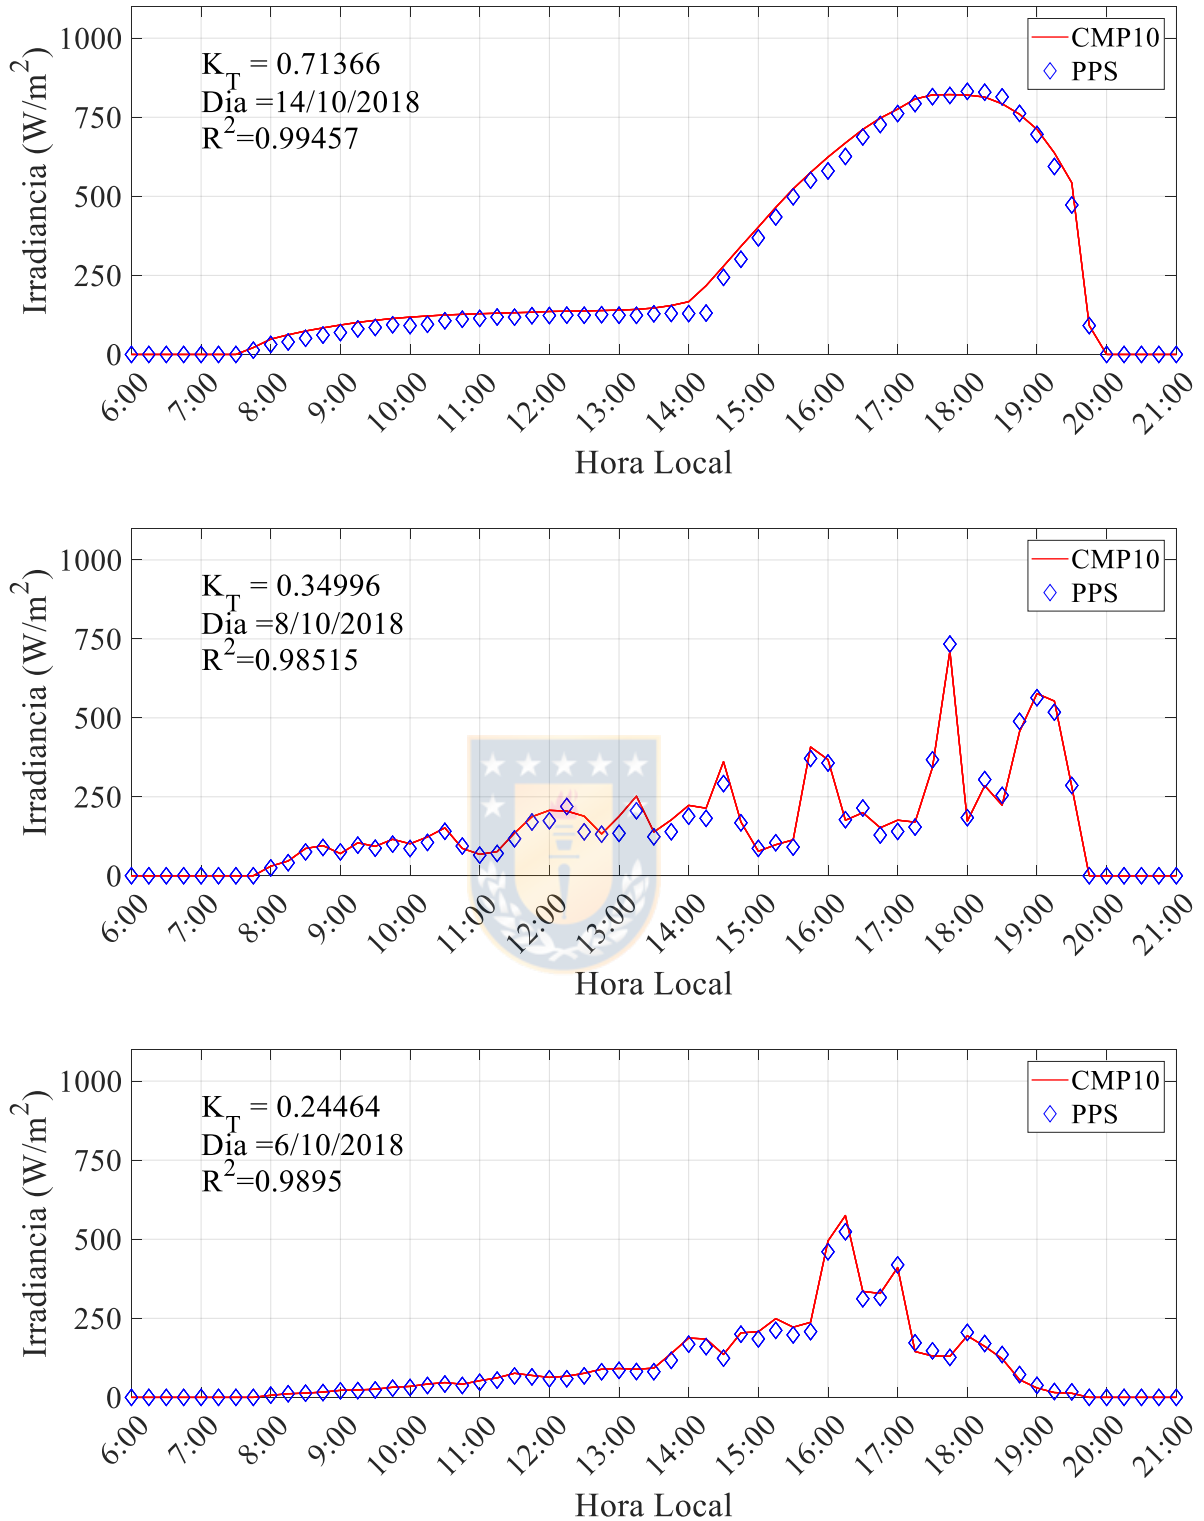 1000
750
500
250
0
Irradiancia (W/m2)
K_T = 0.71366
Dia =14/10/2018
R^2=0.99457
CMP10
PPS
6:00 7:00 8:00 9:00 10:00 11:00 12:00 13:00 14:00 15:00 16:00 17:00 18:00 19:00 20:00 21:00
Hora Local
1000
750
500
250
0
Irradiancia (W/m2)
K_T = 0.34996
Dia =8/10/2018
R^2=0.98515
CMP10
PPS
6:00 7:00 8:00 9:00 10:00 11:00 12:00 13:00 14:00 15:00 16:00 17:00 18:00 19:00 20:00 21:00
Hora Local
1000
750
500
250
0
Irradiancia (W/m2)
K_T = 0.24464
Dia =6/10/2018
R^2=0.9895
CMP10
PPS
6:00 7:00 8:00 9:00 10:00 11:00 12:00 13:00 14:00 15:00 16:00 17:00 18:00 19:00 20:00 21:00
Hora Local